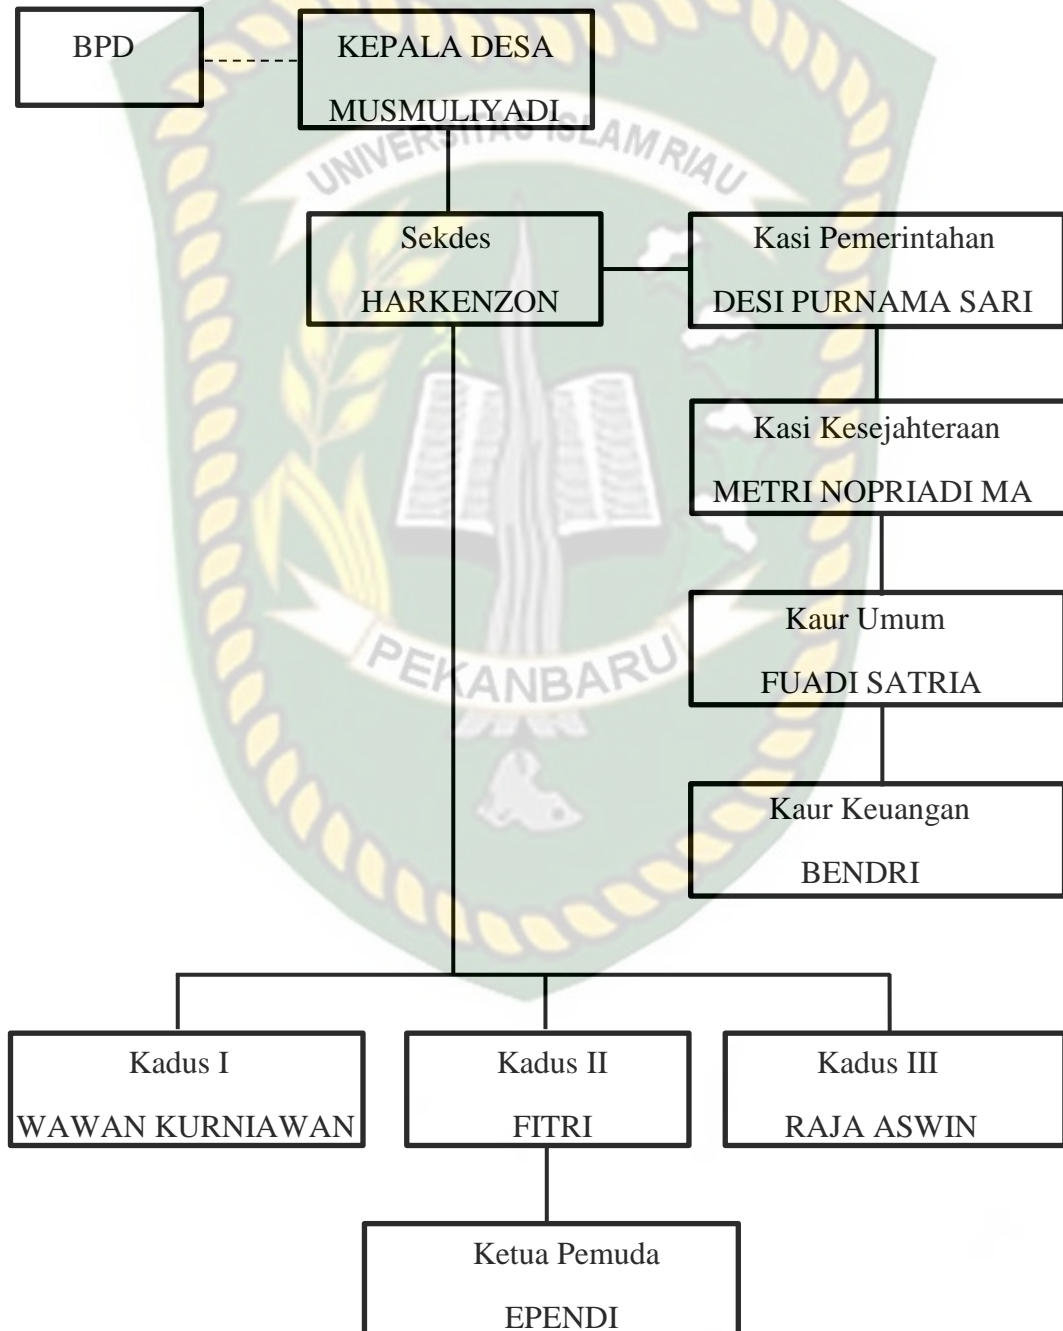 BPD
KEPALA DESA
MUSMULIYADI
UNIVERSITAS ISLAM RIAU
Sekdes
HARKENZON
Kasi Pemerintahan
DESI PURNAMA SARI
Kasi Kesejahteraan
METRI NOPRIADI MA
Kaur Umum
FUADI SATRIA
PEKANBARU
Kaur Keuangan
BENDRI
Kadus I
WAWAN KURNIAWAN
Kadus II
FITRI
Kadus III
RAJA ASWIN
Ketua Pemuda
EPENDI